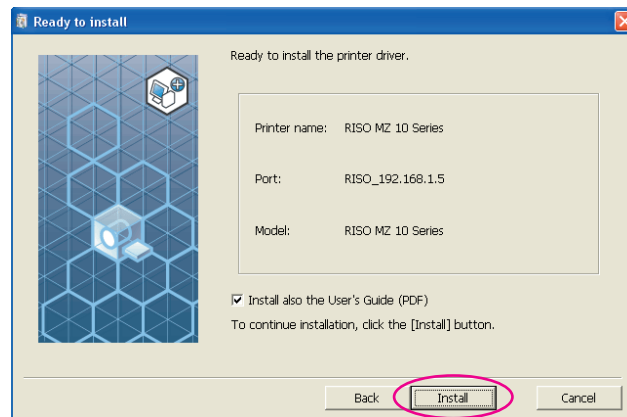 Ready to install
Ready to install the printer driver.
Printer name: RISO MZ 10 Series
Port: RISO_192.168.1.5
Model: RISO MZ 10 Series
Install also the User's Guide (PDF)
To continue installation, click the [Install] button.
Back Install Cancel